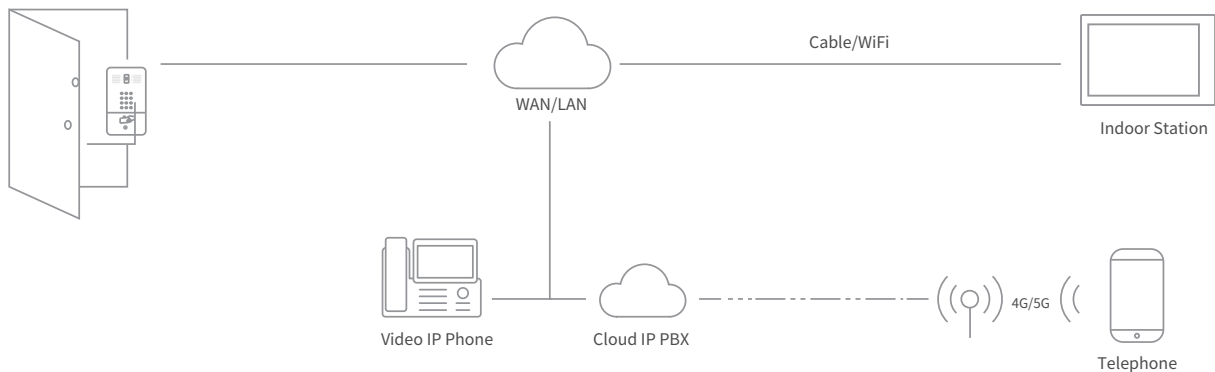 Cable/WiFi
WAN/LAN
Indoor Station
4G/5G
Video IP Phone
Cloud IP PBX
Telephone